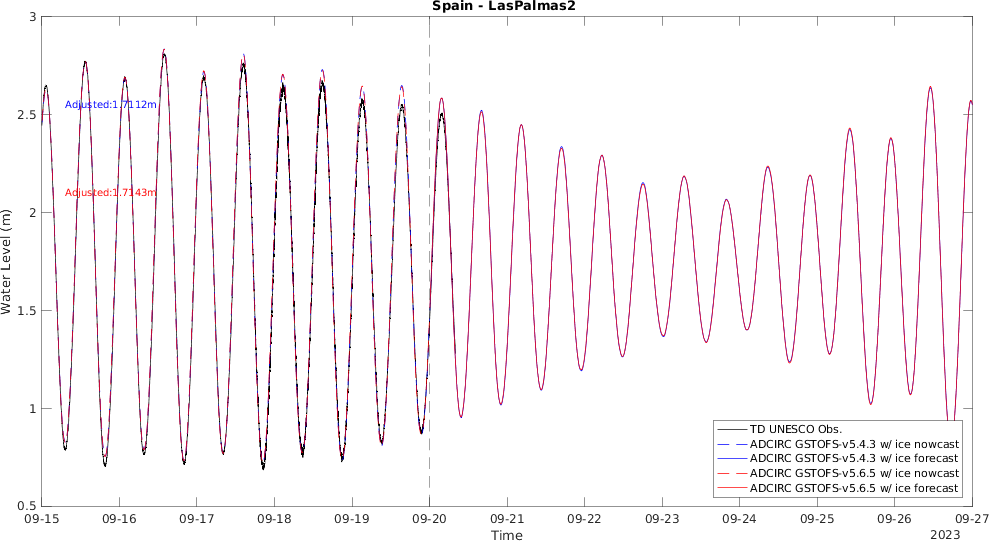 Spain - LasPalmas2
3
2.5
2
1.5
1
0.5
Water Level (m)
Adjusted:1.7112m
Adjusted:1.7143m
TD UNESCO Obs.
ADCIRC GSTOFS-v5.4.3 w/ ice nowcast
ADCIRC GSTOFS-v5.4.3 w/ ice forecast
ADCIRC GSTOFS-v5.6.5 w/ ice nowcast
ADCIRC GSTOFS-v5.6.5 w/ ice forecast
09-15 09-16 09-17 09-18 09-19 09-20 09-21 09-22 09-23 09-24 09-25 09-26 09-27
Time
2023